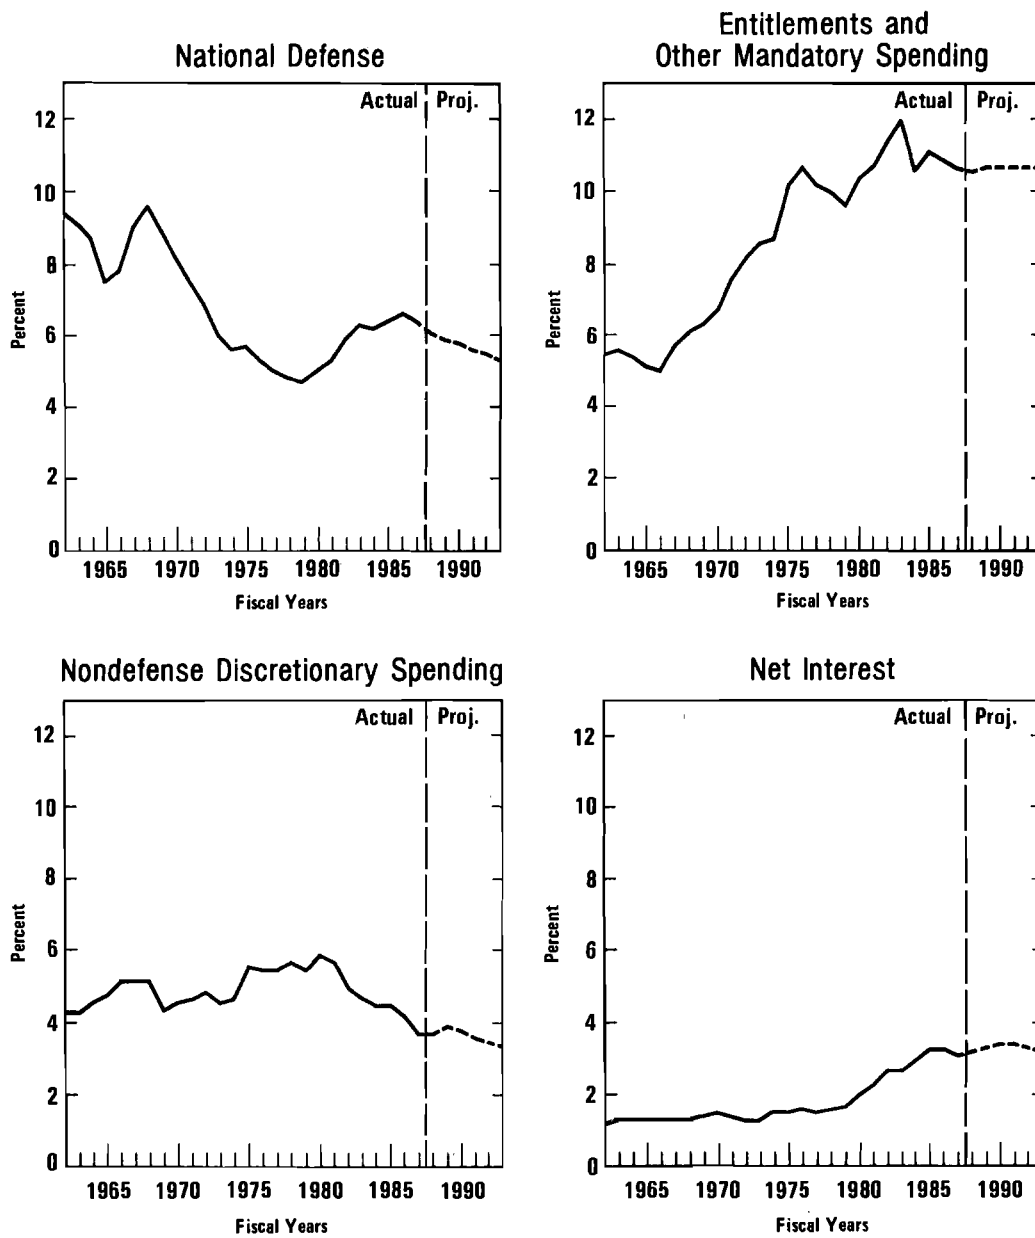 National Defense
Actual Proj.
12
10
8
6
4
2
0
Percent
1965 1970 1975 1980 1985 1990
Fiscal Years
Entitlements and
Other Mandatory Spending
Actual Proj.
12
10
8
6
4
2
0
Percent
1965 1970 1975 1980 1985 1990
Fiscal Years
Nondefense Discretionary Spending
Actual Proj.
12
10
8
6
4
2
0
Percent
1965 1970 1975 1980 1985 1990
Fiscal Years
Net Interest
Actual Proj.
12
10
8
6
4
2
0
Percent
1965 1970 1975 1980 1985 1990
Fiscal Years